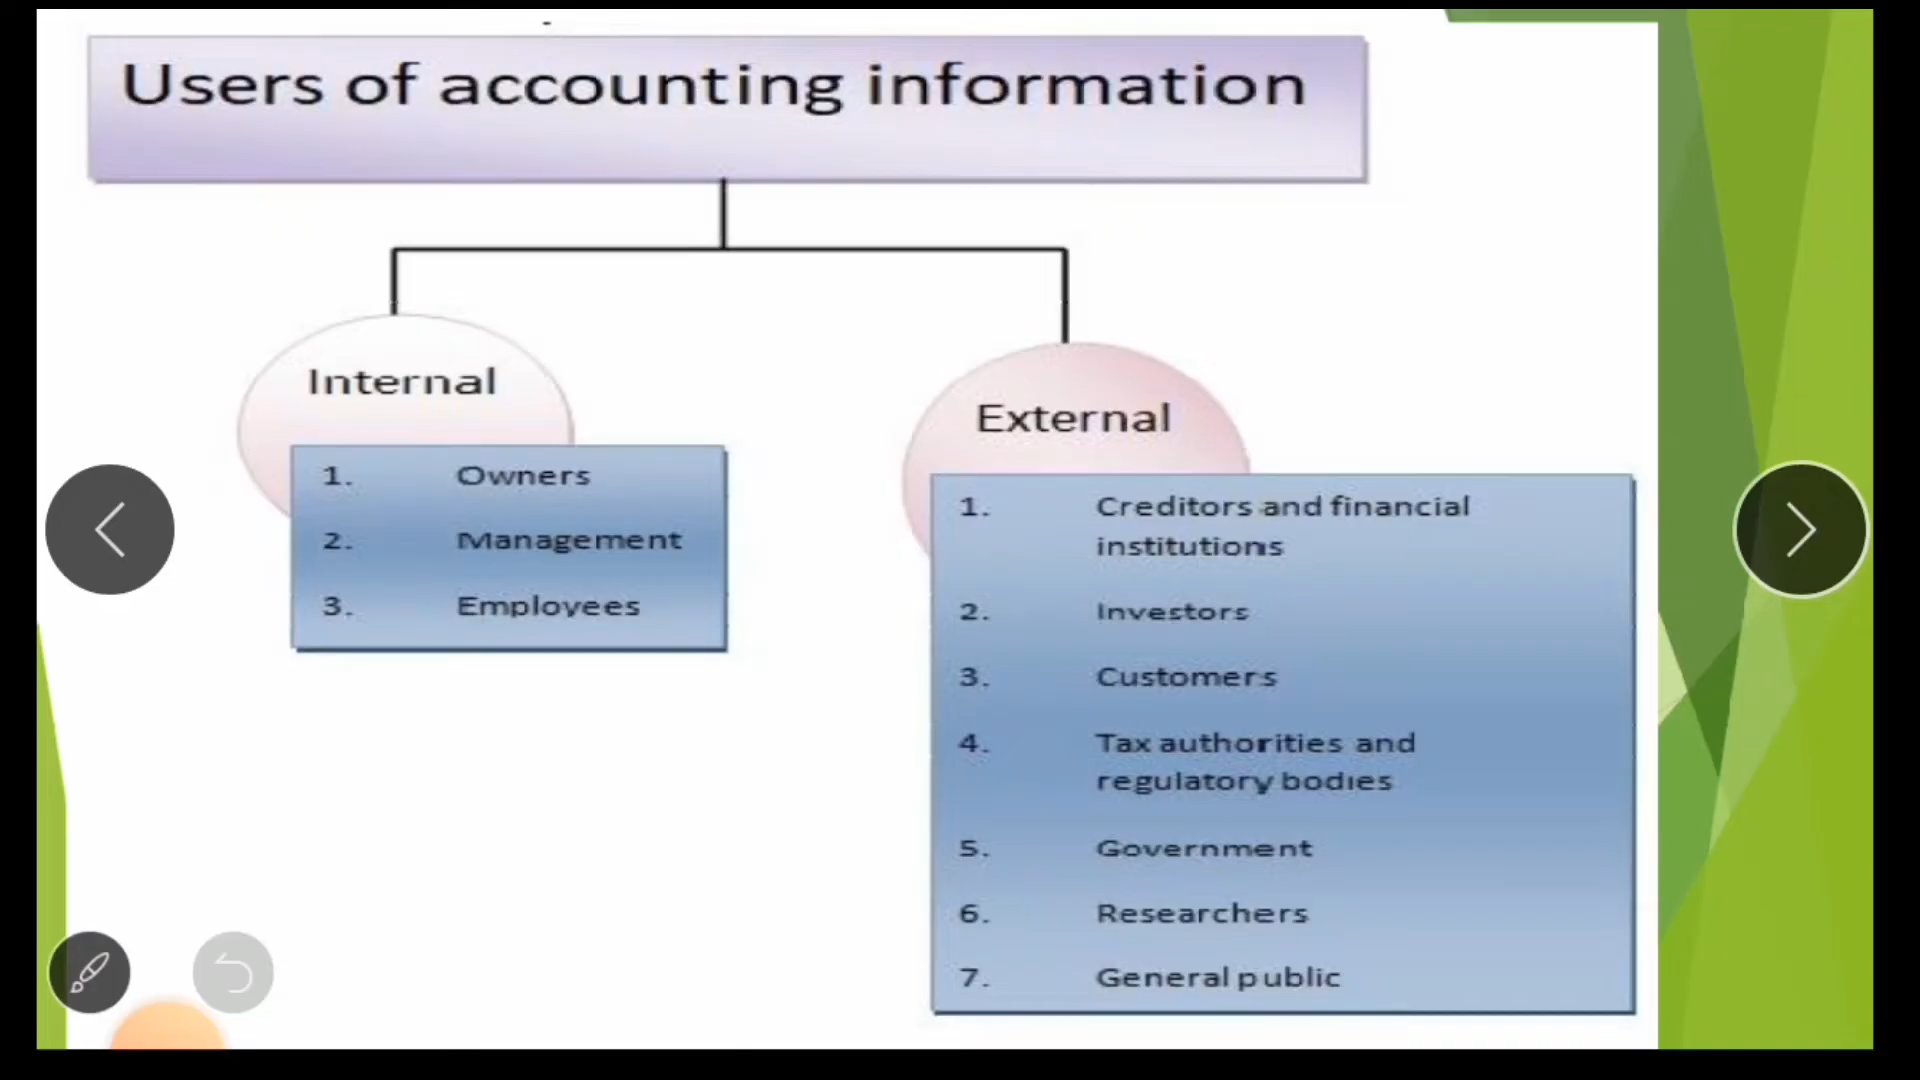 Users of accounting information
Internal
1. Owners
2. Management
3. Employees
External
1. Creditors and financial
institutions
2. Investors
3. Customers
4. Tax authorities and
regulatory bodies
5. Government
6. Researchers
7. General public